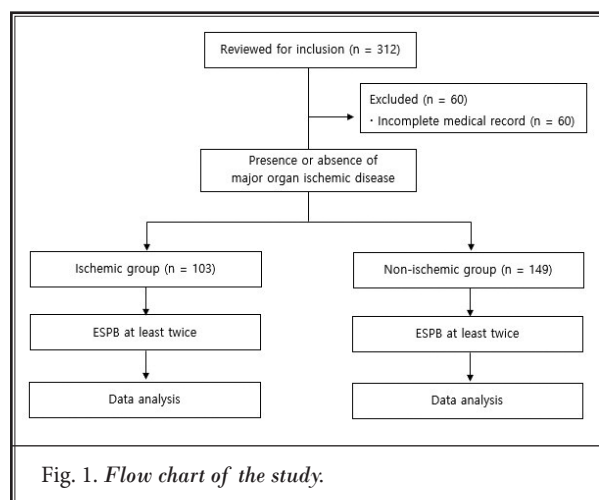 Reviewed for inclusion (n = 312)
Excluded (n = 60)
· Incomplete medical record (n = 60)
Presence or absence of
major organ ischemic disease
Ischemic group (n = 103)
Non-ischemic group (n = 149)
ESPB at least twice
ESPB at least twice
Data analysis
Data analysis
Fig. 1. Flow chart of the study.